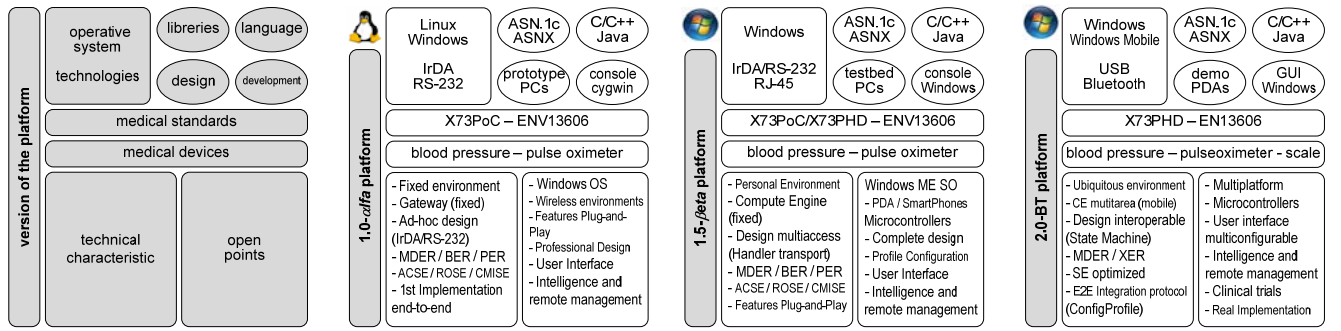 version of the platform
operative
system
technologies
libreries
language
design
development
medical standards
medical devices
technical
characteristic
open
points
1.0-αlfa platform
Linux
Windows
IrDA
RS-232
ASN.1c
ASNX
C/C++
Java
prototype
PCs
console
cygwin
X73PoC – ENV13606
blood pressure – pulse oximeter
- Fixed environment
- Gateway (fixed)
- Ad-hoc design
(IrDA/RS-232)
- MDER / BER / PER
- ACSE / ROSE / CMISE
- 1st Implementation
end-to-end
- Windows OS
- Wireless environments
- Features Plug-and-
Play
- Professional Design
- User Interface
- Intelligence and
remote management
1.5-βeta platform
Windows
IrDA/RS-232
RJ-45
ASN.1c
ASNX
C/C++
Java
testbed
PCs
console
Windows
X73PoC/X73PHD – ENV13606
blood pressure – pulse oximeter
- Personal Environment
- Compute Engine
(fixed)
- Design multiaccess
(Handler transport)
- MDER / BER / PER
- ACSE / ROSE / CMISE
- Features Plug-and-Play
Windows ME SO
- PDA / SmartPhones
Microcontrollers
- Complete design
- Profile Configuration
- User Interface
- Intelligence and
remote management
2.0-BT platform
Windows
Windows Mobile
USB
Bluetooth
ASN.1c
ASNX
C/C++
Java
demo
PDAs
GUI
Windows
X73PHD – EN13606
blood pressure – pulseoximeter - scale
- Ubiquitous environment
- CE mutitarea (mobile)
- Design interoperable
(State Machine)
- MDER / XER
- SE optimized
- E2E Integration protocol
(ConfigProfile)
- Multiplatform
- Microcontrollers
- User interface
multiconfigurable
- Intelligence and
remote management
- Clinical trials
- Real Implementation